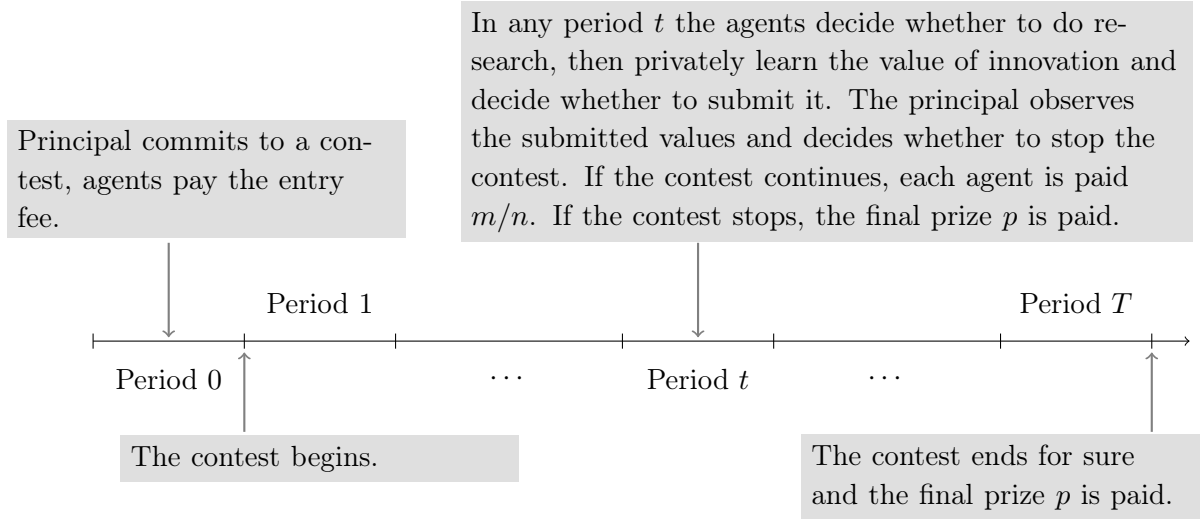 In any period t the agents decide whether to do re-
search, then privately learn the value of innovation and
decide whether to submit it. The principal observes
the submitted values and decides whether to stop the
contest. If the contest continues, each agent is paid
m/n. If the contest stops, the final prize p is paid.
Principal commits to a con-
test, agents pay the entry
fee.
Period 1
Period T
Period 0
···
Period t
···
The contest begins.
The contest ends for sure
and the final prize p is paid.